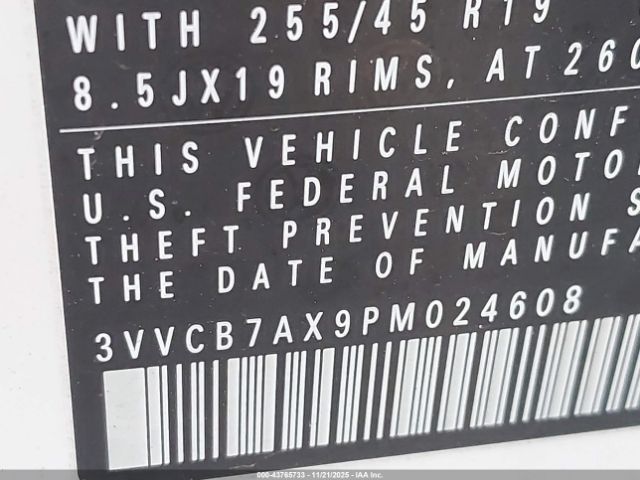 WITH 255/45 R19
8.5JX19 RIMS, AT 260
THIS VEHICLE CONF
U.S. FEDERAL MOTO
THEFT PREVENTION S
THE DATE OF MANUFA
3VVCB7AX9PM024608
000-43765733 11/21/2025 IAA Inc.